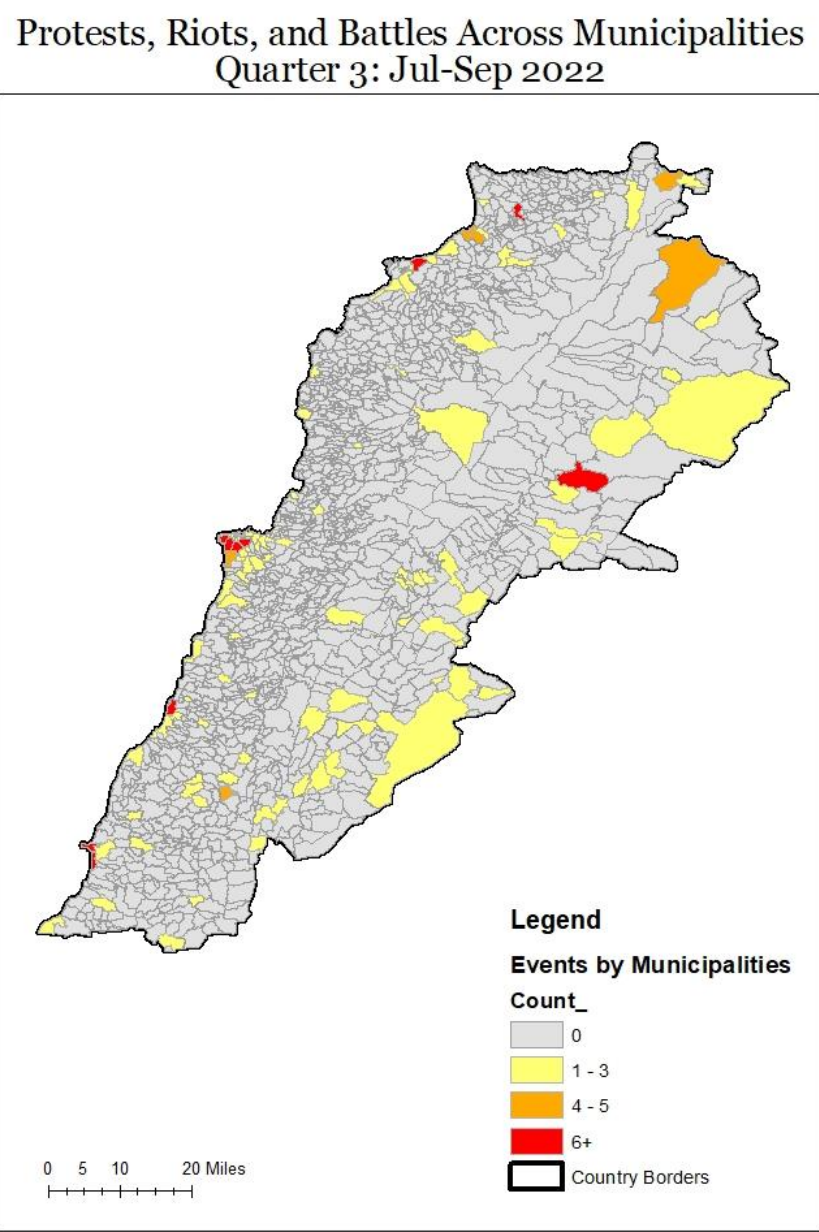 Protests, Riots, and Battles Across Municipalities
Quarter 3: Jul-Sep 2022
Legend
Events by Municipalities
Count_
0
1 - 3
4 - 5
6+
Country Borders
0 5 10 20 Miles